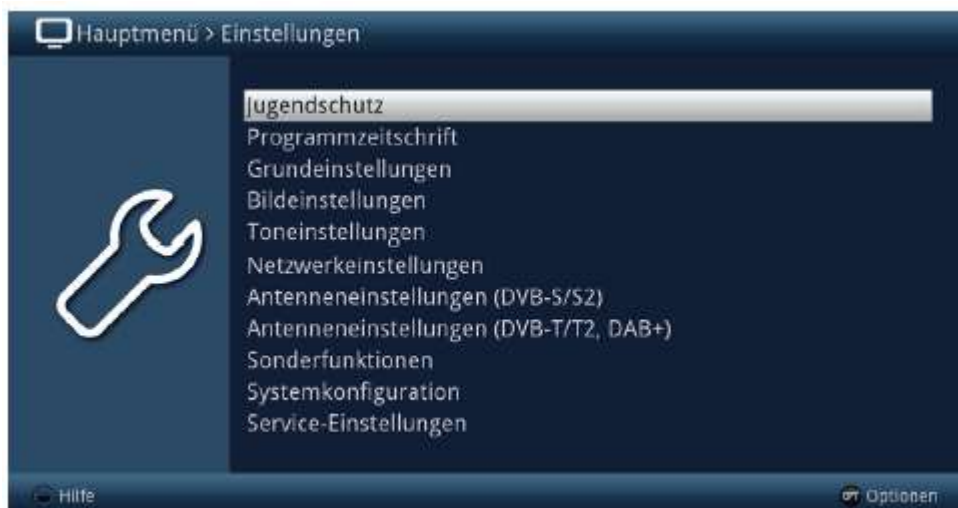 Hauptmenü > Einstellungen
Jugendschutz
Programmzeitschrift
Grundeinstellungen
Bildeinstellungen
Toneinstellungen
Netzwerkeinstellungen
Antenneneinstellungen (DVB-S/S2)
Antenneneinstellungen (DVB-T/T2, DAB+)
Sonderfunktionen
Systemkonfiguration
Service-Einstellungen
Hilfe
OPT Optionen